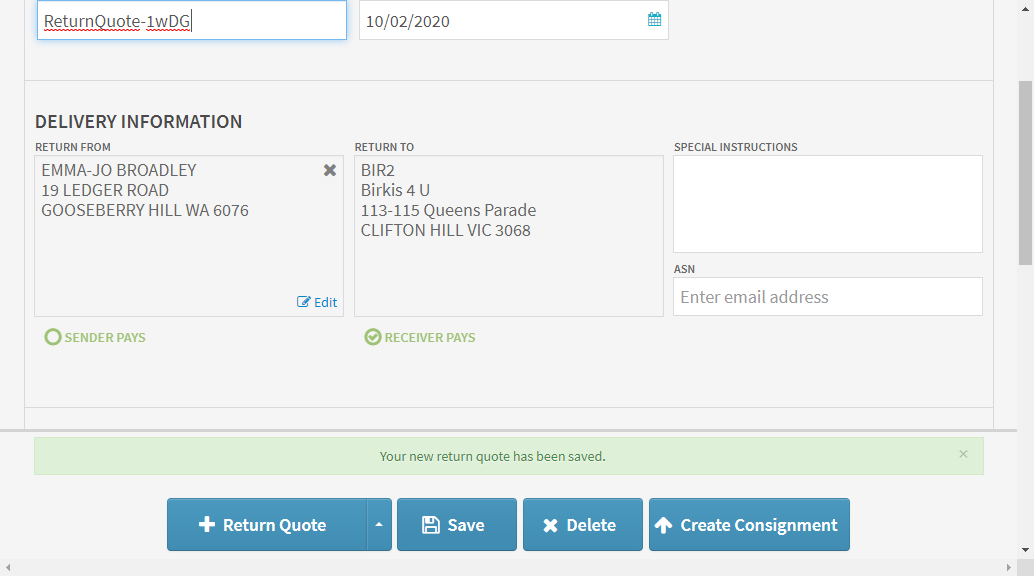 ReturnQuote-1wDG
10/02/2020
DELIVERY INFORMATION
RETURN FROM
EMMA-JO BROADLEY
19 LEDGER ROAD
GOOSEBERRY HILL WA 6076
Edit
SENDER PAYS
RETURN TO
BIR2
Birkis 4 U
113-115 Queens Parade
CLIFTON HILL VIC 3068
RECEIVER PAYS
SPECIAL INSTRUCTIONS
ASN
Enter email address
Your new return quote has been saved.
Return Quote
Save
Delete
Create Consignment